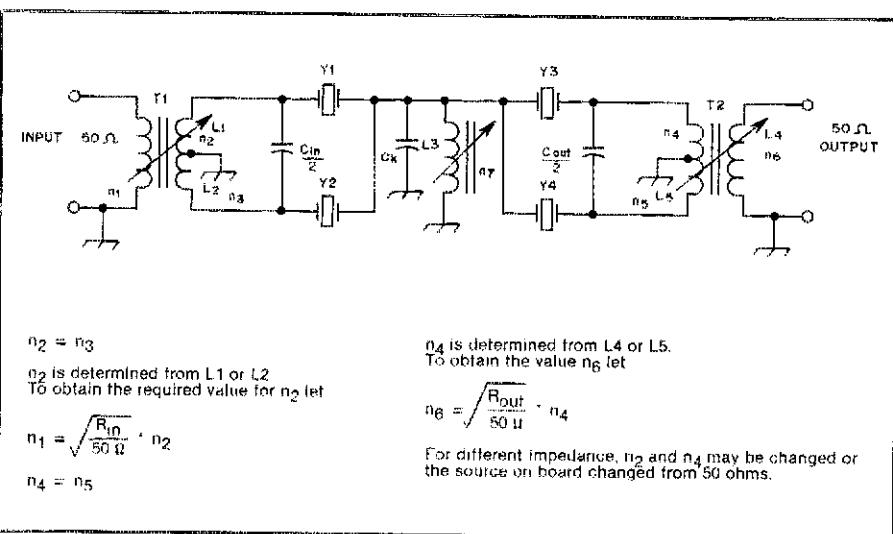 Y1
Y3
T1
T2
INPUT
50 Ω
L1
n2
L2
n1
n3
Cin
2
Y2
Ck
L3
n7
Cout
2
Y4
n4
L4
n6
L5
n5
50 Ω
OUTPUT
n2 = n3
n2 is determined from L1 or L2
To obtain the required value for n2 let
n1 = √ Rin / 50 Ω · n2
n4 = n5
n4 is determined from L4 or L5.
To obtain the value n6 let
n6 = √ Rout / 50 Ω · n4
For different impedance, n2 and n4 may be changed or
the source on board changed from 50 ohms.